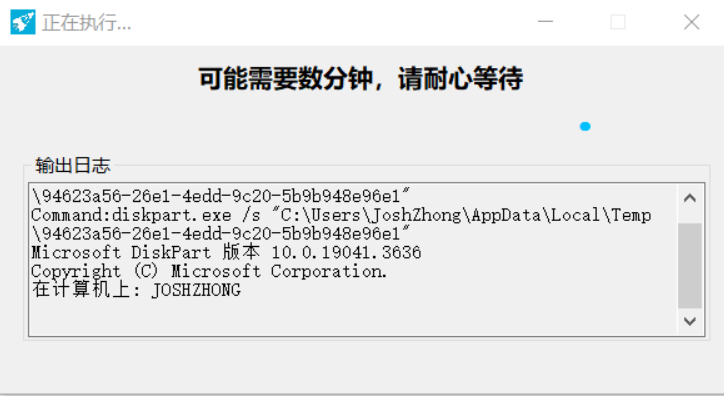 正在执行...
可能需要数分钟，请耐心等待
输出日志
\94623a56-26e1-4edd-9c20-5b9b948e96e1"
Command:diskpart.exe /s "C:\Users\JoshZhong\AppData\Local\Temp
\94623a56-26e1-4edd-9c20-5b9b948e96e1"
Microsoft DiskPart 版本 10.0.19041.3636
Copyright (C) Microsoft Corporation.
在计算机上: JOSHZHONG